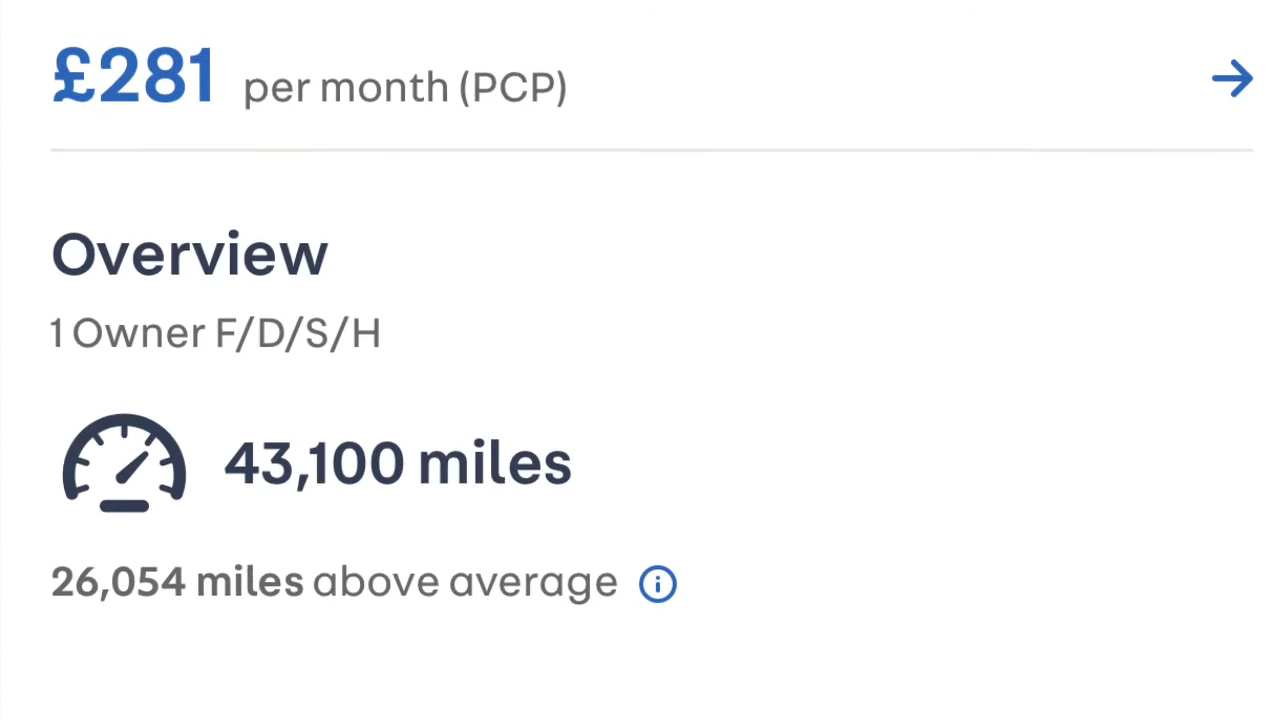 £281 per month (PCP)
Overview
1 Owner F/D/S/H
43,100 miles
26,054 miles above average